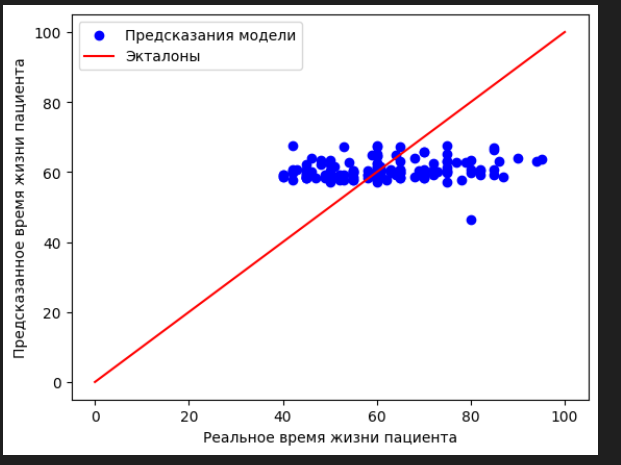 Предсказания модели
Экталоны
Предсказанное время жизни пациента
100
80
60
40
20
0
0 20 40 60 80 100
Реальное время жизни пациента